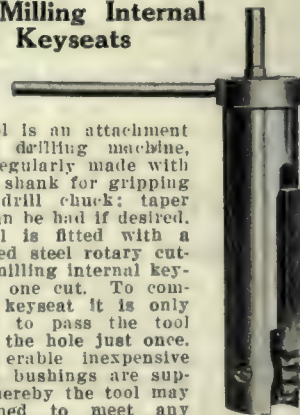 Milling Internal
Keyseats
l is an attachment
drilling machine,
egularly made with
shank for gripping
drill chuck; taper
n be had if desired.
l is fitted with a
ed steel rotary cut-
milling internal key-
one cut. To com-
keyseat it is only
to pass the tool
the hole just once.
erable inexpensive
bushings are sup-
hereby the tool may
ned to meet any